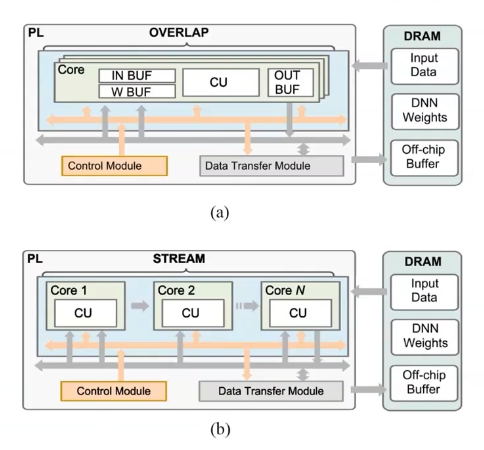 PL OVERLAP DRAM
Core
IN BUF
W BUF
CU
OUT
BUF
Input
Data
DNN
Weights
Off-chip
Buffer
Control Module
Data Transfer Module
(a)
PL STREAM DRAM
Core 1
CU
Core 2
CU
Core N
CU
Input
Data
DNN
Weights
Off-chip
Buffer
Control Module
Data Transfer Module
(b)